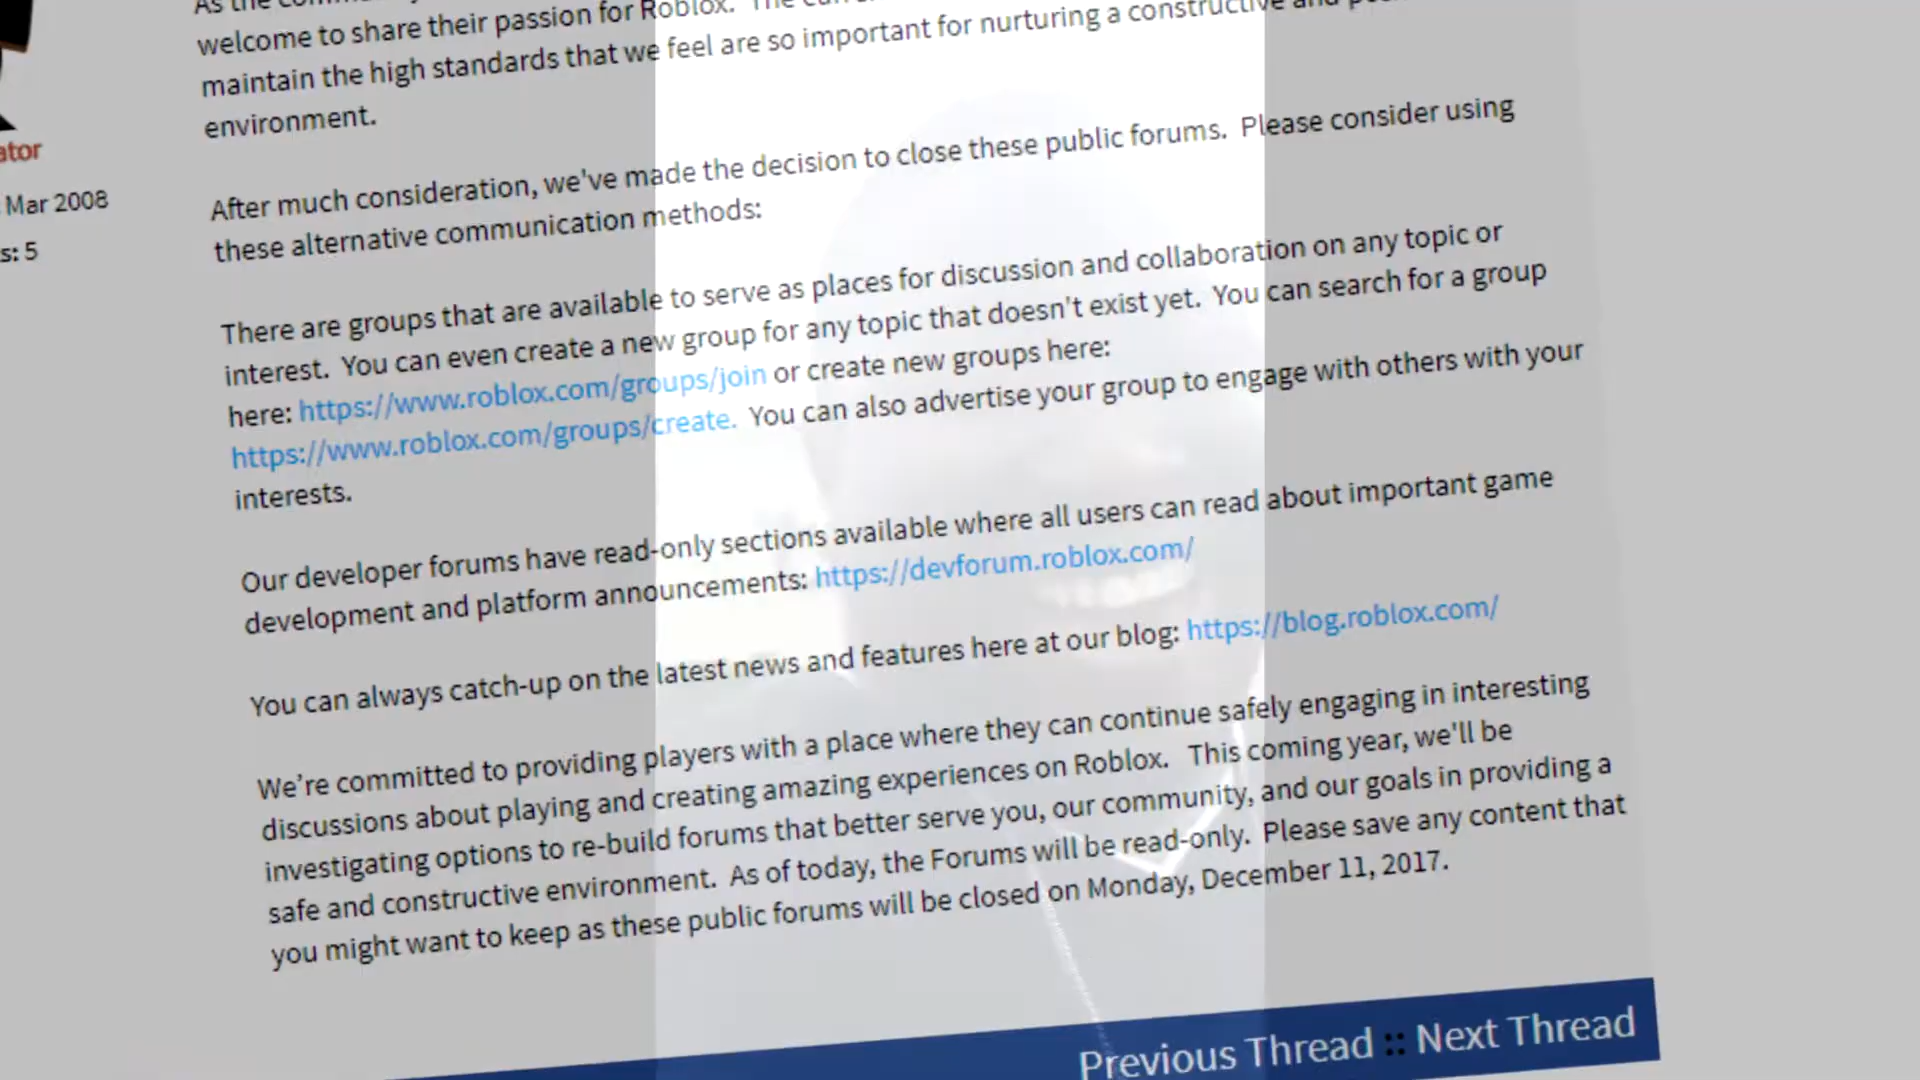 As the
welcome to share their passion for Roblox. The
maintain the high standards that we feel are so important for nurturing a constructive and
environment.
After much consideration, we've made the decision to close these public forums. Please consider using
these alternative communication methods:
There are groups that are available to serve as places for discussion and collaboration on any topic or
interest. You can even create a new group for any topic that doesn't exist yet. You can search for a group
here: https://www.roblox.com/groups/join or create new groups here:
https://www.roblox.com/groups/create. You can also advertise your group to engage with others with your
interests.
Our developer forums have read-only sections available where all users can read about important game
development and platform announcements: https://devforum.roblox.com/
You can always catch-up on the latest news and features here at our blog: https://blog.roblox.com/
We’re committed to providing players with a place where they can continue safely engaging in interesting
discussions about playing and creating amazing experiences on Roblox. This coming year, we'll be
investigating options to re-build forums that better serve you, our community, and our goals in providing a
safe and constructive environment. As of today, the Forums will be read-only. Please save any content that
you might want to keep as these public forums will be closed on Monday, December 11, 2017.
ator
Mar 2008
s: 5
Previous Thread :: Next Thread